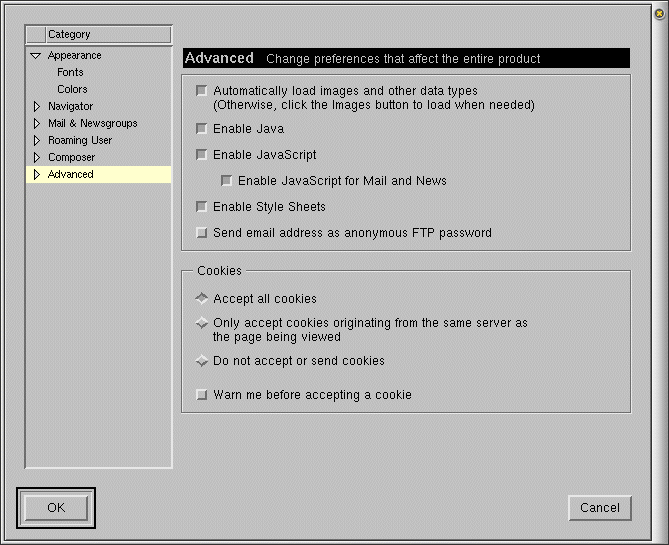 Category
Appearance
Fonts
Colors
Navigator
Mail & Newsgroups
Roaming User
Composer
Advanced
Advanced Change preferences that affect the entire product
Automatically load images and other data types
(Otherwise, click the Images button to load when needed)
Enable Java
Enable JavaScript
Enable JavaScript for Mail and News
Enable Style Sheets
Send email address as anonymous FTP password
Cookies
Accept all cookies
Only accept cookies originating from the same server as
the page being viewed
Do not accept or send cookies
Warn me before accepting a cookie
OK
Cancel